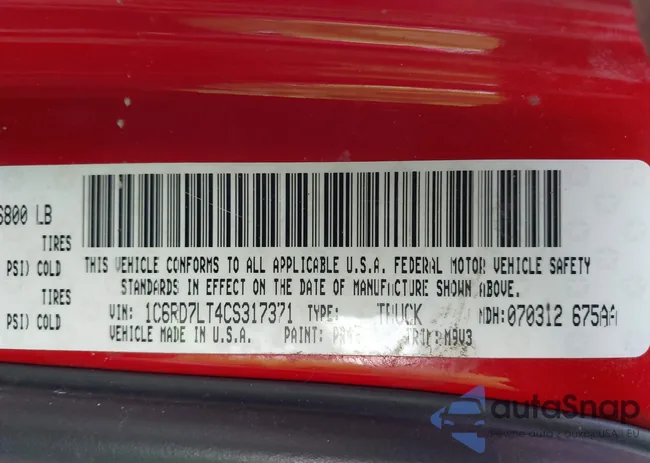 6800 LB
TIRES
PSI) COLD
TIRES
PSI) COLD
THIS VEHICLE CONFORMS TO ALL APPLICABLE U.S.A. FEDERAL MOTOR VEHICLE SAFETY
STANDARDS IN EFFECT ON THE DATE OF MANUFACTURE SHOWN ABOVE.
VIN: 1C6RD7LT4CS317371 TYPE: TRUCK MDH:070312 675AA
VEHICLE MADE IN U.S.A. PAINT: TRIM:M9V3
autoSnap